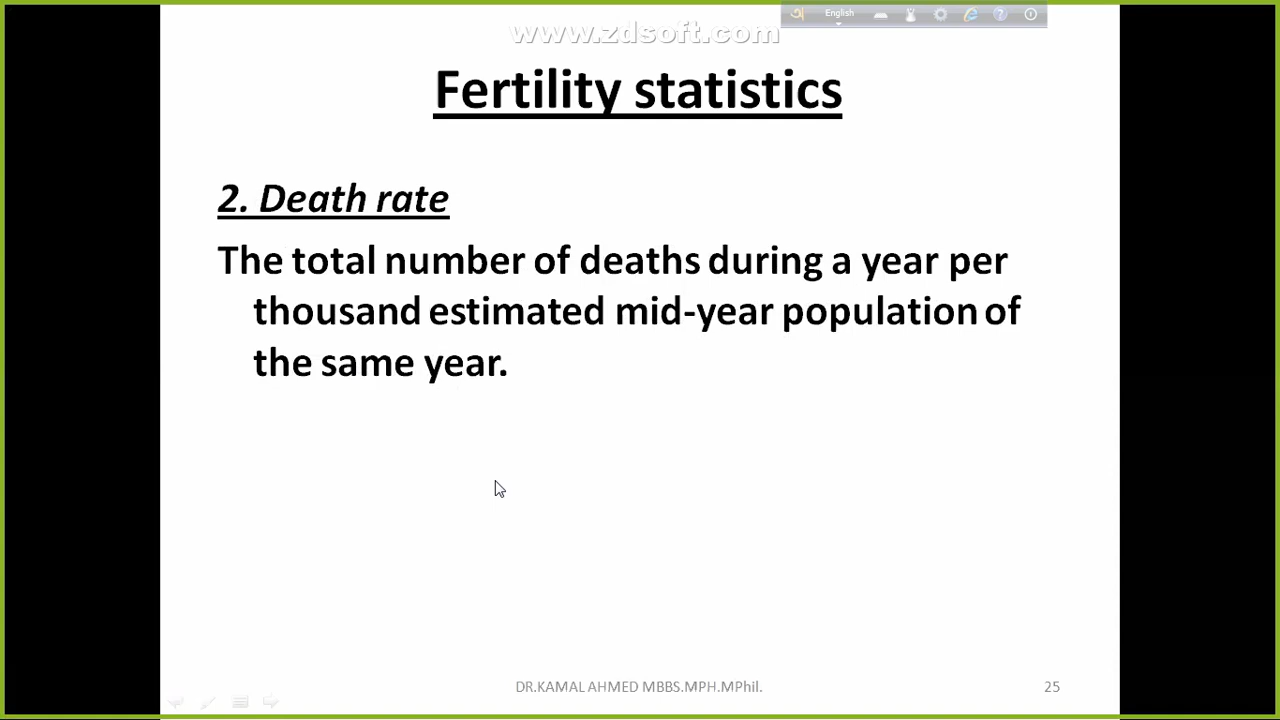 www.zdsoft.com
English
Fertility statistics
2. Death rate
The total number of deaths during a year per
thousand estimated mid-year population of
the same year.
DR.KAMAL AHMED MBBS.MPH.MPhil.
25